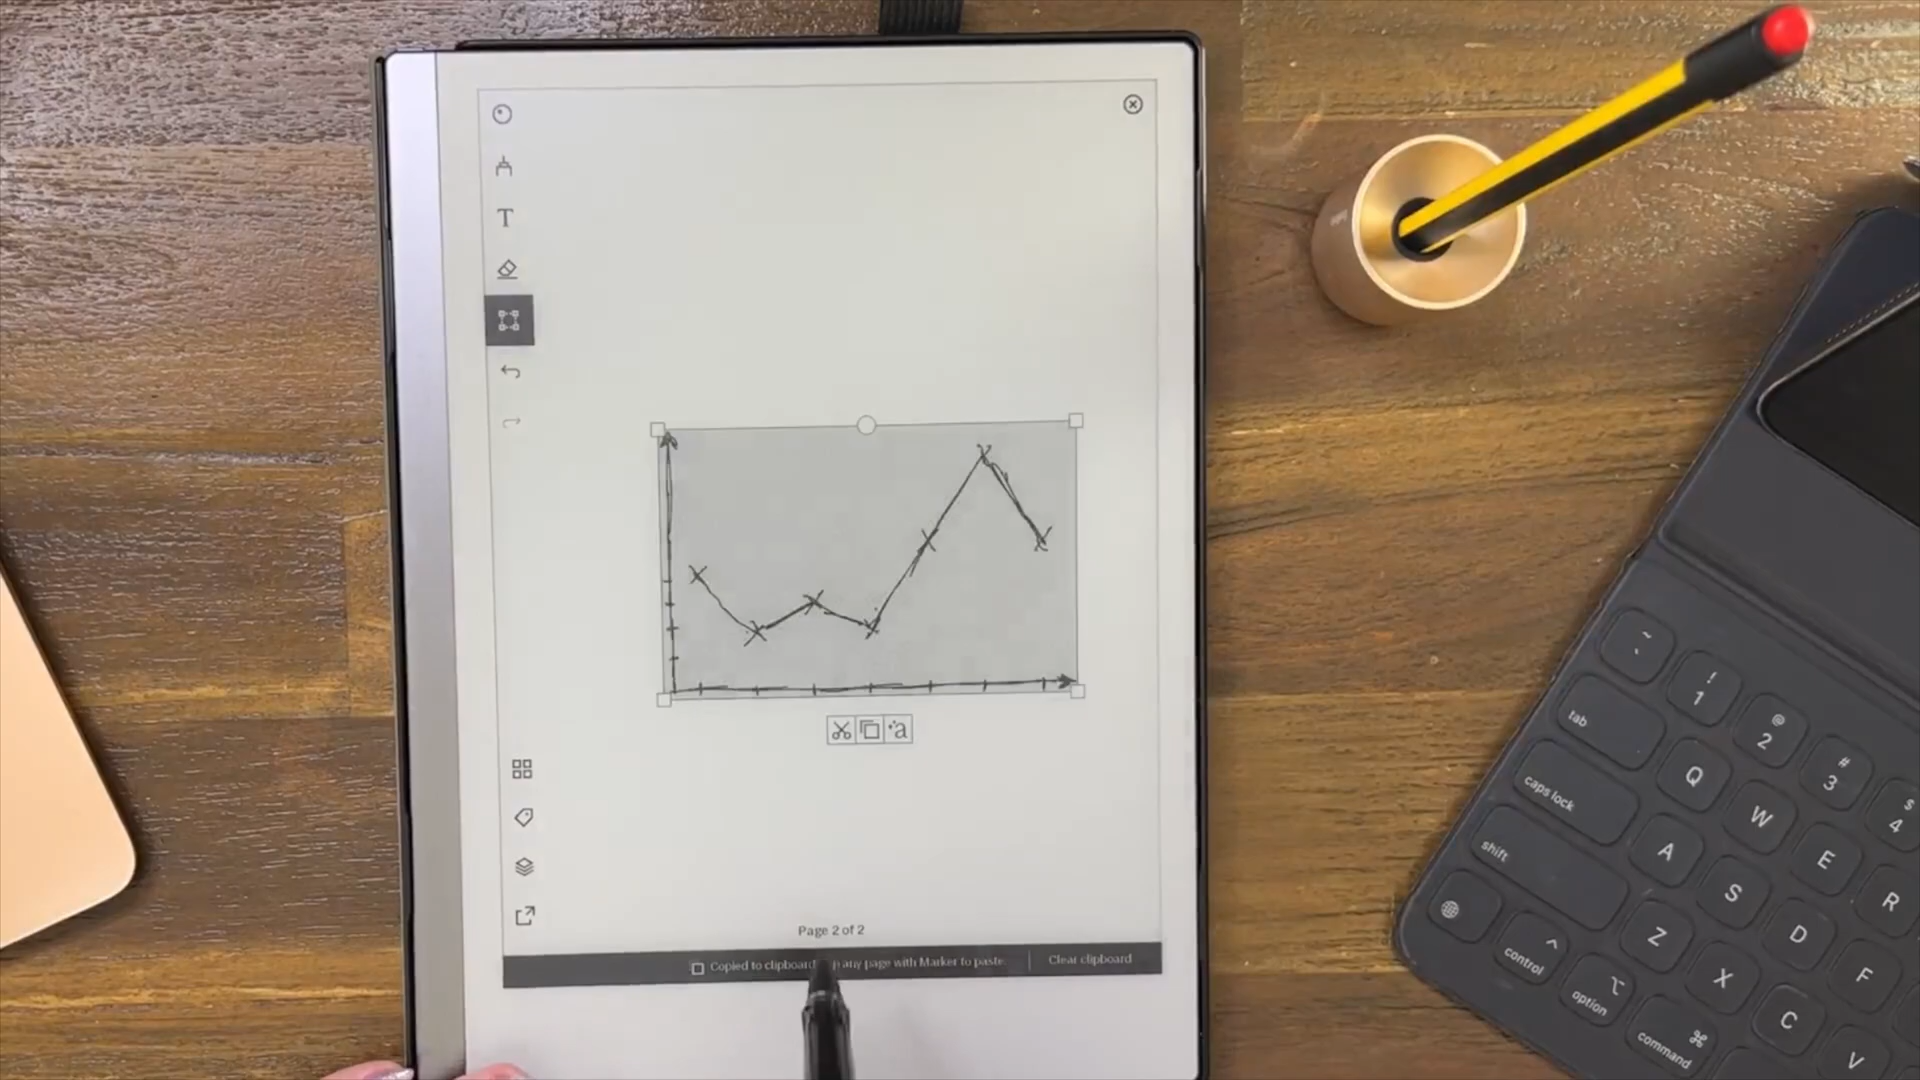 T
a
Page 2 of 2
Copied to clipboard any page with Marker to paste.
Clear clipboard
~
`
!
1
@
2
#
3
$
4
tab
Q
W
E
R
caps lock
A
S
D
F
shift
Z
X
C
V
control
option
command